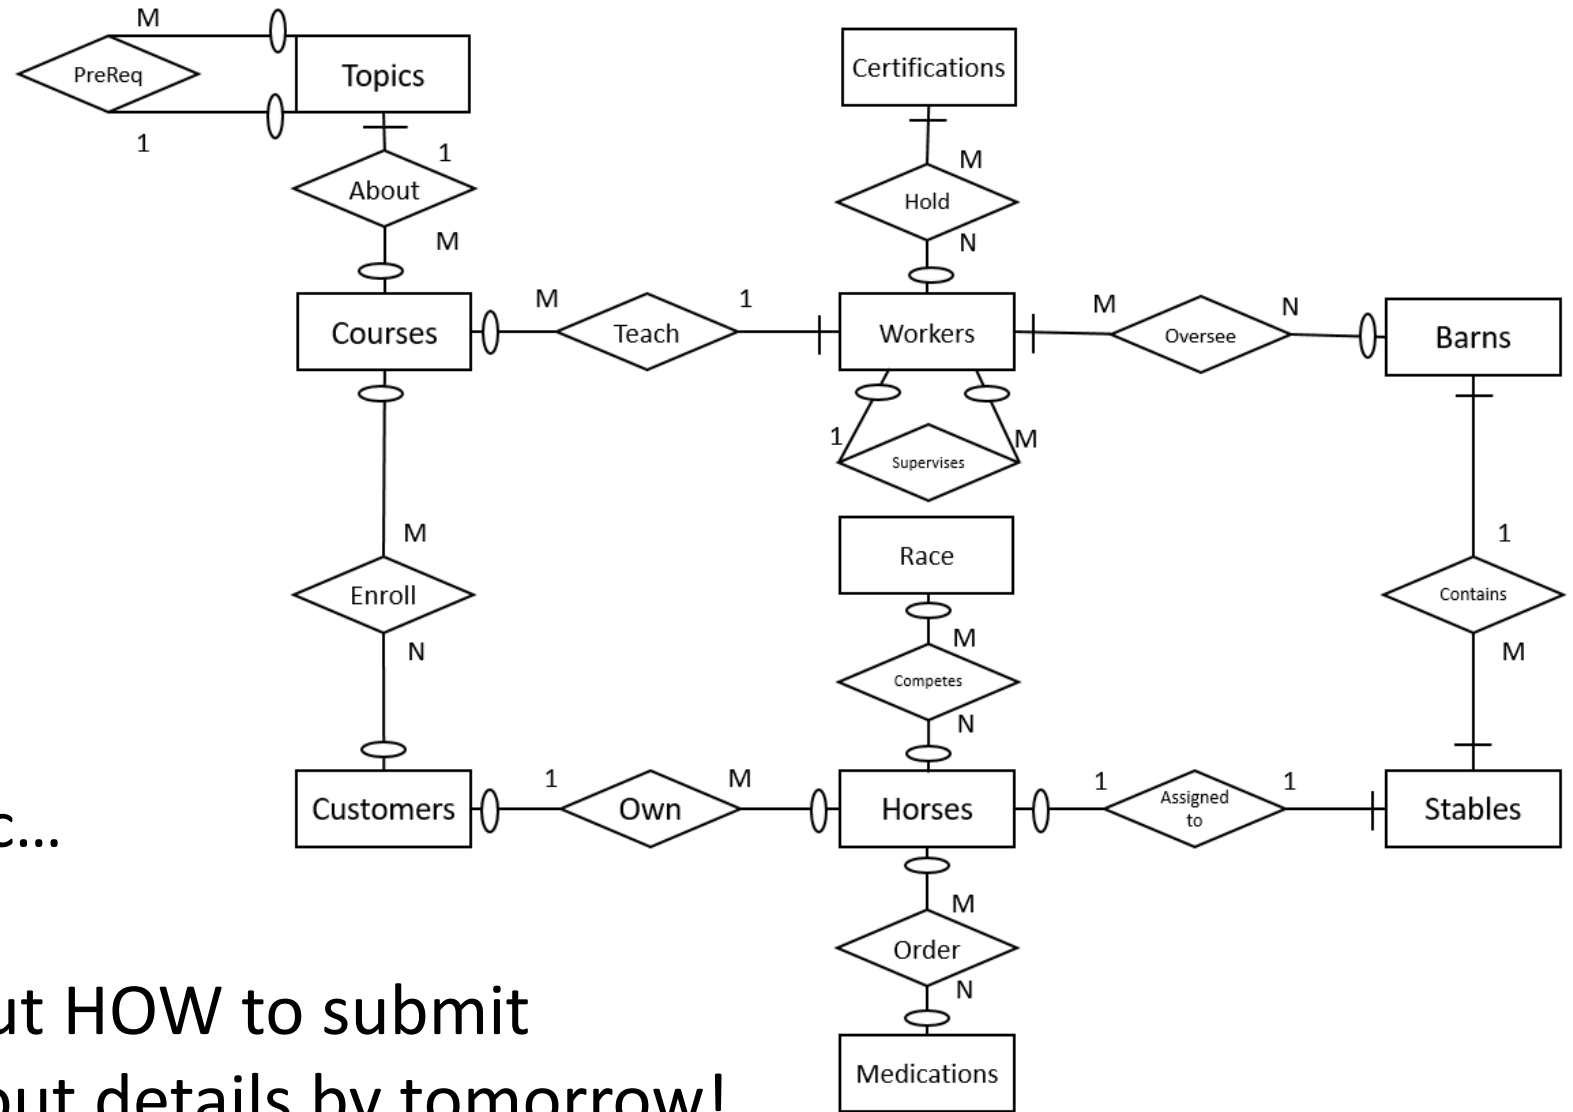 M
PreReq
Topics
1
1
About
M
Certifications
M
Hold
N
Courses
M
Teach
1
Workers
M
Oversee
N
Barns
1
Supervises
M
Race
M
Competes
N
M
Enroll
N
1
Contains
M
Customers
1
Own
M
Horses
1
Assigned
to
1
Stables
c...
M
Order
N
Medications
ut HOW to submit
out details by tomorrow!